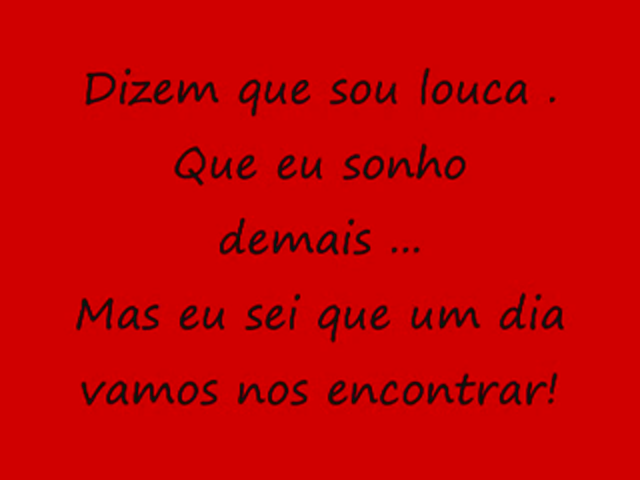 Dizem que sou louca .
Que eu sonho
demais ...
Mas eu sei que um dia
vamos nos encontrar!